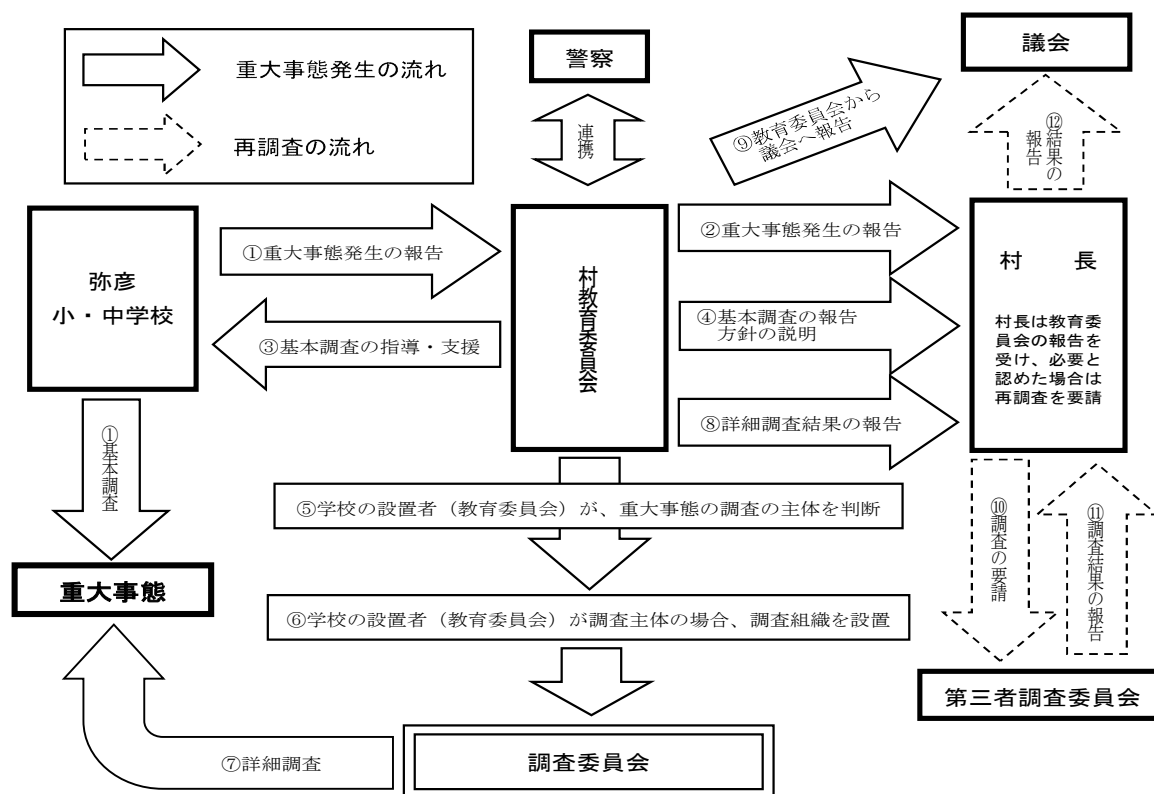 重大事態発生の流れ
再調査の流れ
警察
連携
議会
⑨教育委員会から
議会へ報告
⑫結果の
報告
弥彦
小・中学校
①重大事態発生の報告
③基本調査の指導・支援
村教育委員会
②重大事態発生の報告
④基本調査の報告
方針の説明
⑧詳細調査結果の報告
村　　長
村長は教育委
員会の報告を
受け、必要と
認めた場合は
再調査を要請
①基本調査
重大事態
⑤学校の設置者（教育委員会）が、重大事態の調査の主体を判断
⑥学校の設置者（教育委員会）が調査主体の場合、調査組織を設置
⑩調査の要請
⑪調査結果の報告
第三者調査委員会
⑦詳細調査
調査委員会